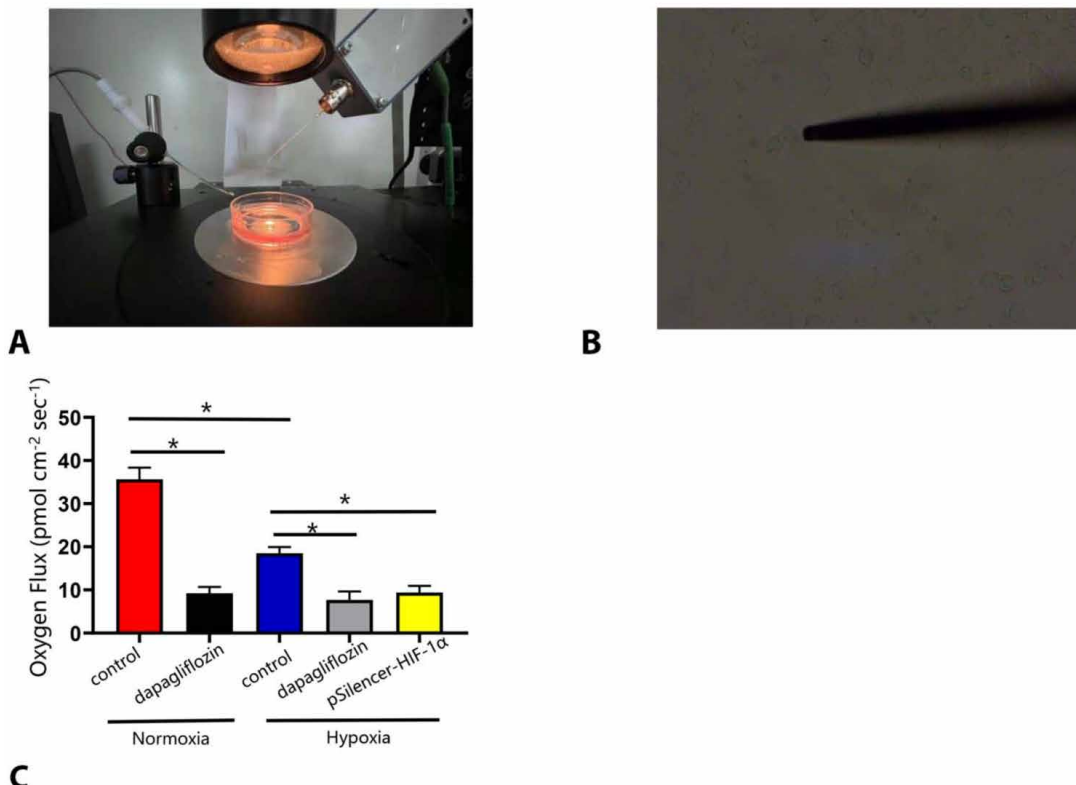 A
B
Oxygen Flux (pmol cm⁻² sec⁻¹)
50
40
30
20
10
0
*
*
*
*
control
dapagliflozin
control
dapagliflozin
pSilencer-HIF-1α
Normoxia
Hypoxia
C